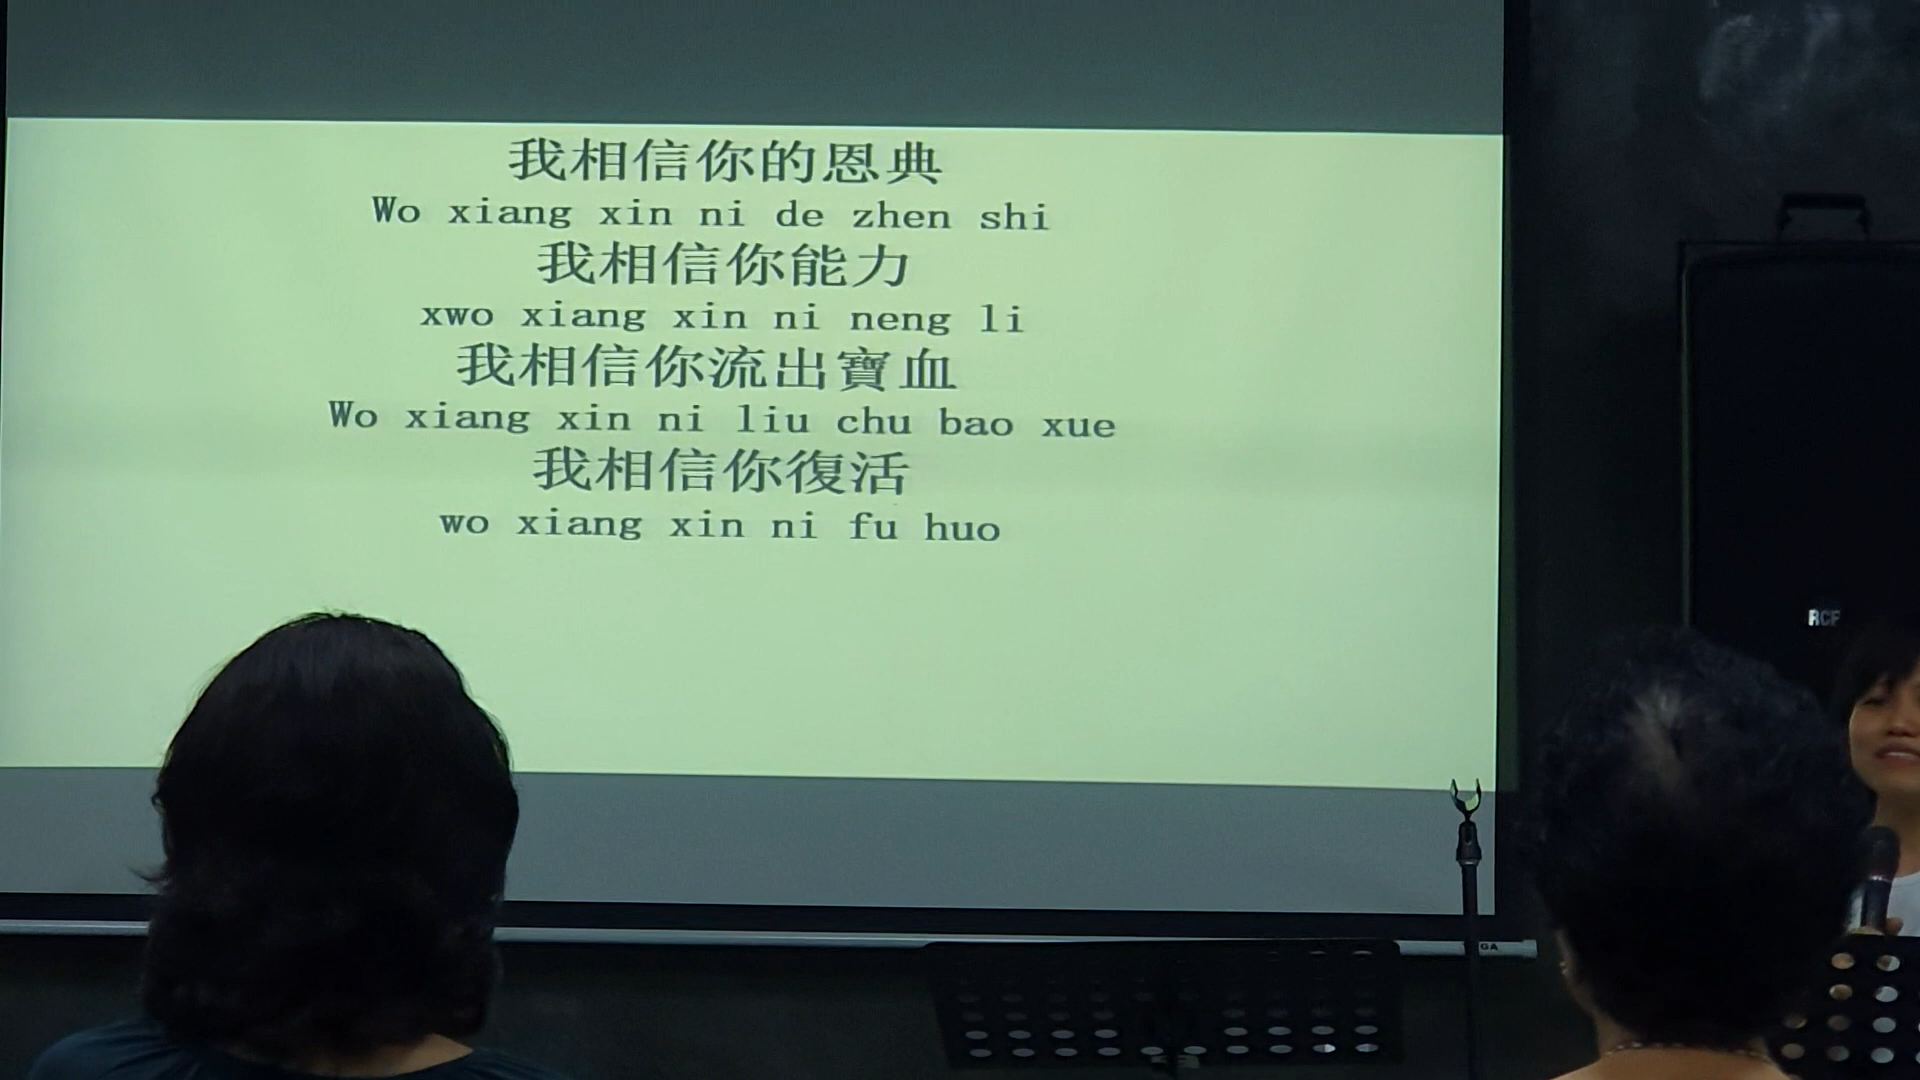 我相信你的恩典
Wo xiang xin ni de zhen shi
我相信你能力
xwo xiang xin ni neng li
我相信你流出寶血
Wo xiang xin ni liu chu bao xue
我相信你復活
wo xiang xin ni fu huo
RCF